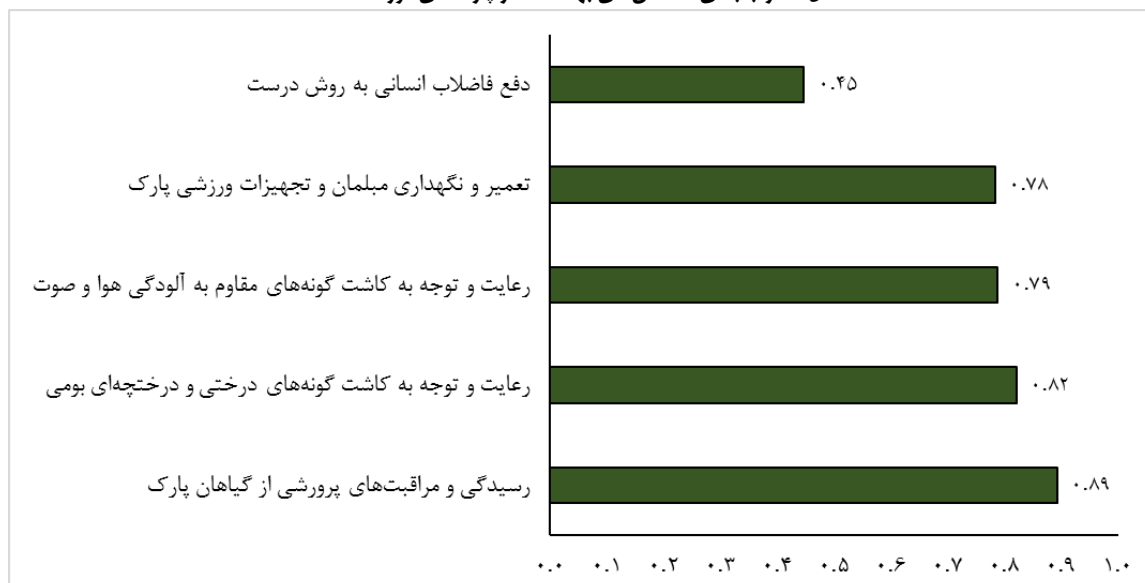 دفع فاضلاب انسانی به روش درست
۰.۴۵
تعمیر و نگهداری مبلمان و تجهیزات ورزشی پارک
۰.۷۸
رعایت و توجه به کاشت گونه‌های مقاوم به آلودگی هوا و صوت
۰.۷۹
رعایت و توجه به کاشت گونه‌های درختی و درختچه‌ای بومی
۰.۸۲
رسیدگی و مراقبت‌های پرورشی از گیاهان پارک
۰.۸۹
۰.۰ ۰.۱ ۰.۲ ۰.۳ ۰.۴ ۰.۵ ۰.۶ ۰.۷ ۰.۸ ۰.۹ ۱.۰